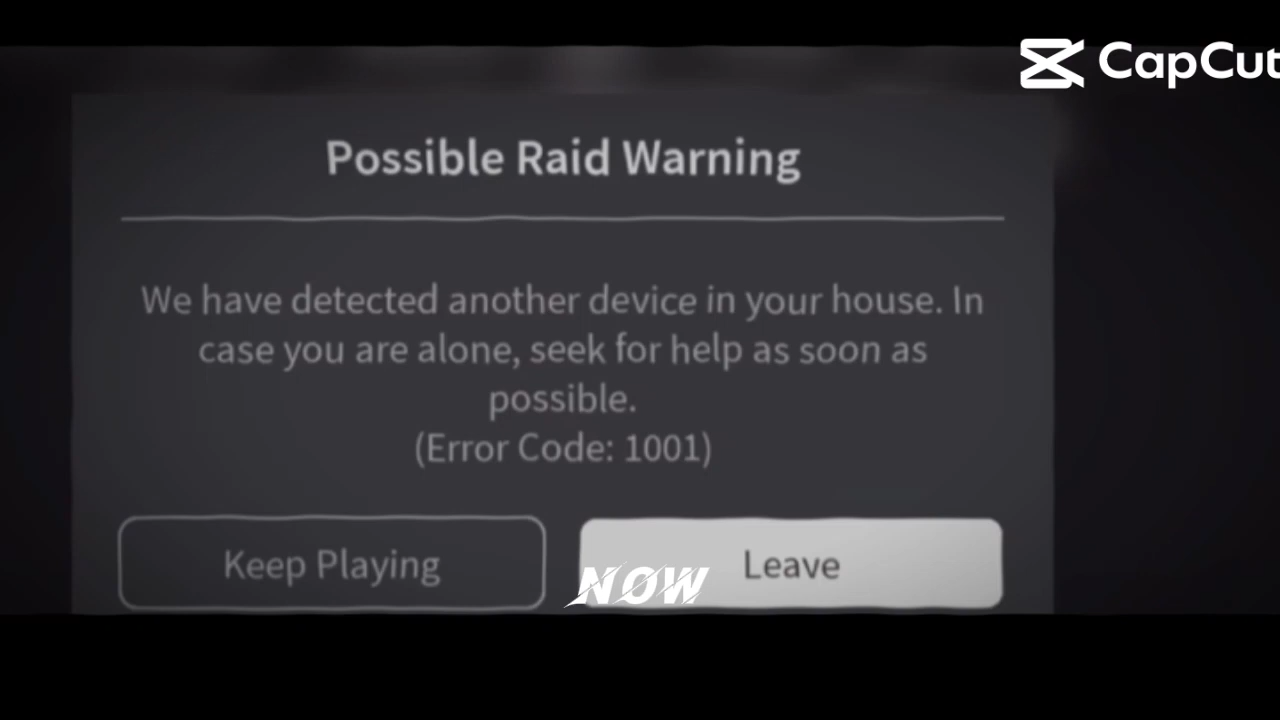 CapCut
Possible Raid Warning
We have detected another device in your house. In
case you are alone, seek for help as soon as
possible.
(Error Code: 1001)
Keep Playing
Leave
NOW